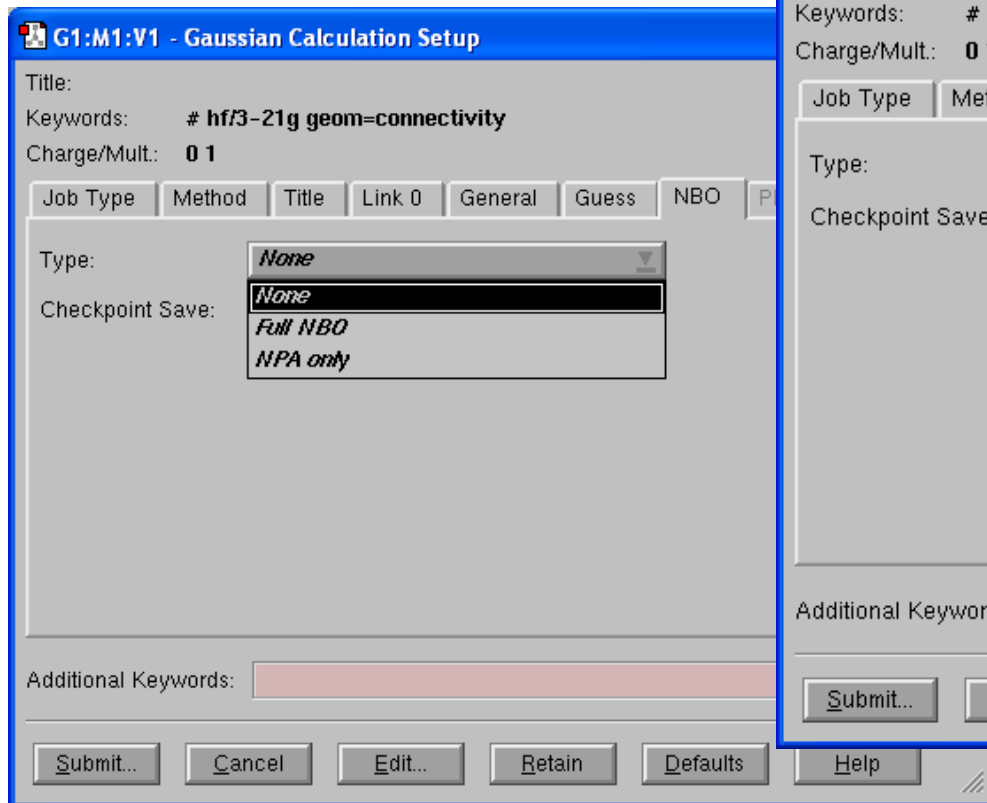 G1:M1:V1 - Gaussian Calculation Setup
Title:
Keywords: # hf/3-21g geom=connectivity
Charge/Mult.: 0 1
Job Type Method Title Link 0 General Guess NBO
Type: None
None
Checkpoint Save:
Full NBO
NPA only
Additional Keywords:
Submit... Cancel Edit... Retain Defaults Help
Keywords: #
Charge/Mult.: 0
Job Type
Type:
Checkpoint Save
Additional
Submit...